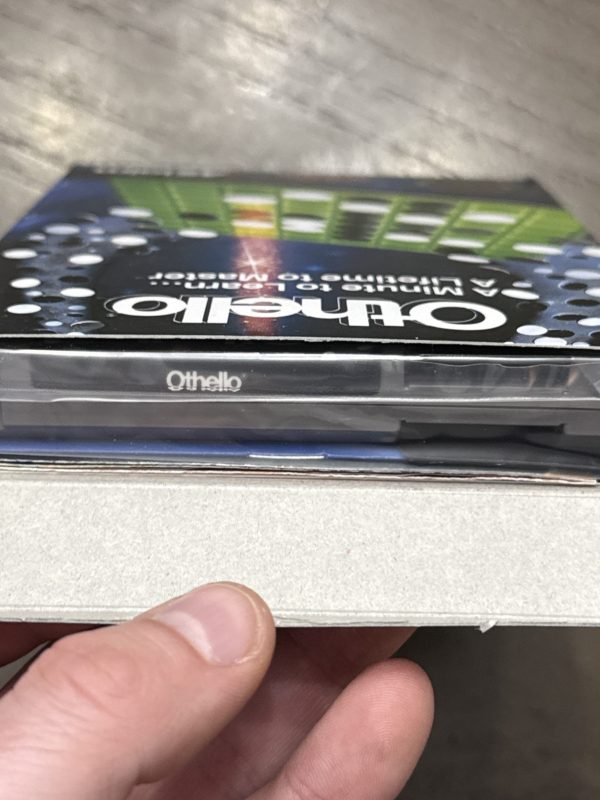 Othello
A Minute to Learn...
A Lifetime to Master
Othello